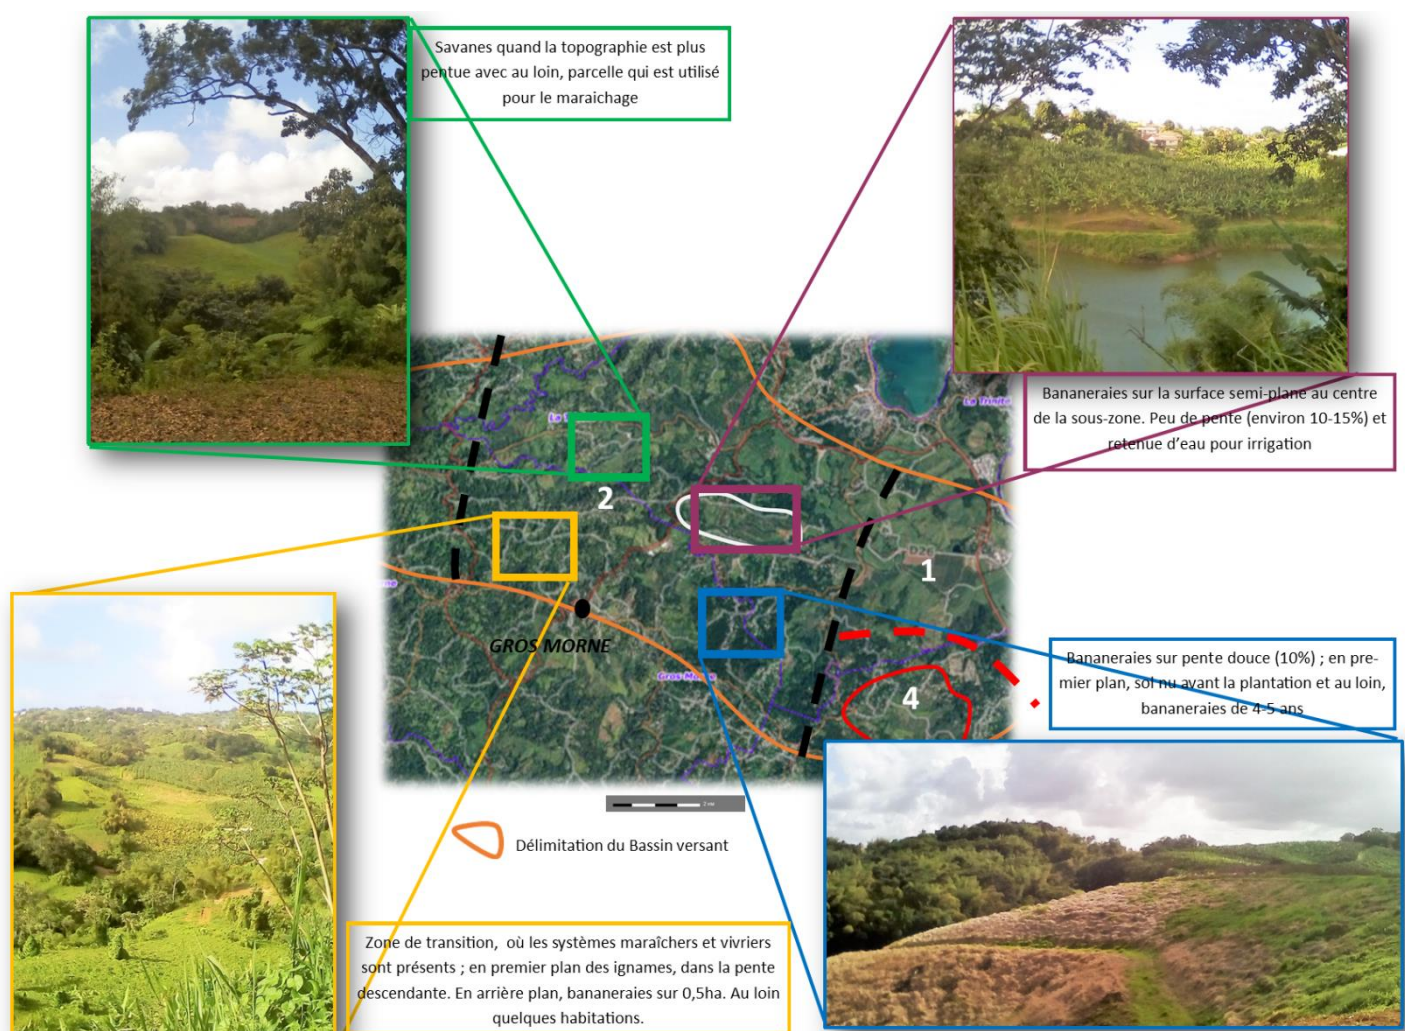 Savanes quand la topographie est plus
pentue avec au loin, parcelle qui est utilisé
pour le maraichage
Bananeraies sur la surface semi-plane au centre
de la sous-zone. Peu de pente (environ 10-15%) et
retenue d'eau pour irrigation
La Trinité
2
1
GROS MORNE
Gros-Morne
4
Bananeraies sur pente douce (10%) ; en pre-
mier plan, sol nu avant la plantation et au loin,
bananeraies de 4-5 ans
Délimitation du Bassin versant
Zone de transition, où les systèmes maraîchers et vivriers
sont présents ; en premier plan des ignames, dans la pente
descendante. En arrière plan, bananeraies sur 0,5ha. Au loin
quelques habitations.